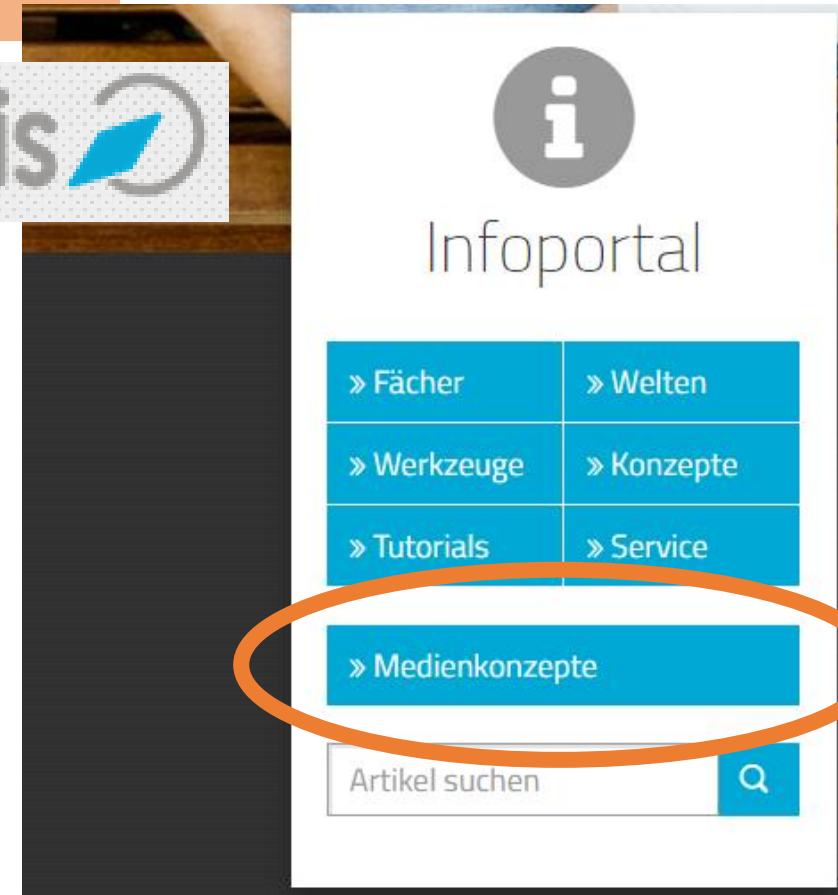 is
Infoportal
» Fächer
» Welten
» Werkzeuge
» Konzepte
» Tutorials
» Service
» Medienkonzepte
Artikel suchen